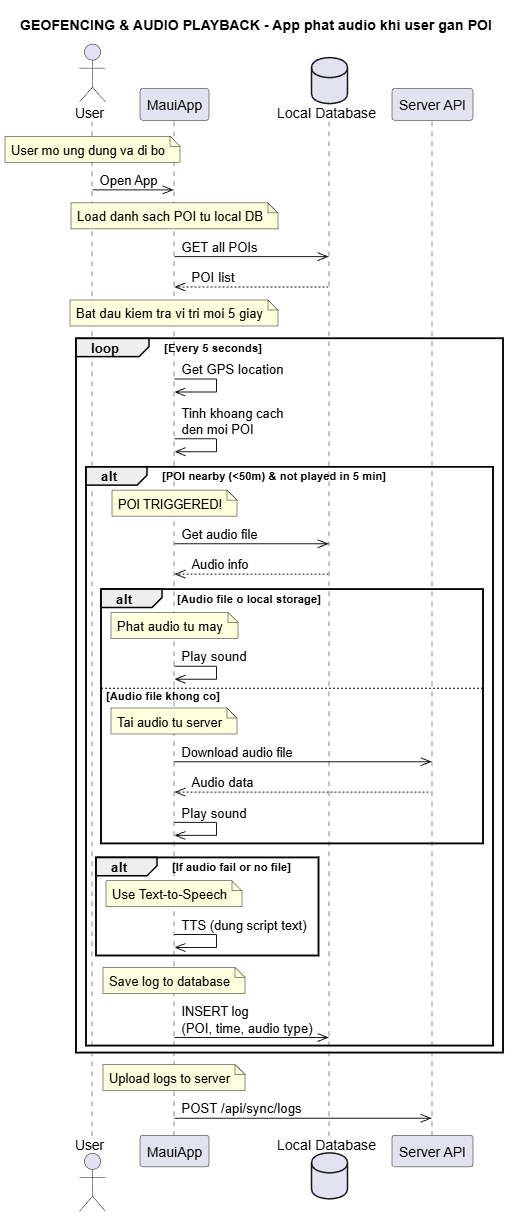 GEOFENCING & AUDIO PLAYBACK - App phat audio khi user gan POI
User
MauiApp
Local Database
Server API
User mo ung dung va di bo
Open App
Load danh sach POI tu local DB
GET all POIs
POI list
Bat dau kiem tra vi tri moi 5 giay
loop
[Every 5 seconds]
Get GPS location
Tinh khoang cach
den moi POI
alt
[POI nearby (<50m) & not played in 5 min]
POI TRIGGERED!
Get audio file
Audio info
alt
[Audio file o local storage]
Phat audio tu may
Play sound
[Audio file khong co]
Tai audio tu server
Download audio file
Audio data
Play sound
alt
[If audio fail or no file]
Use Text-to-Speech
TTS (dung script text)
Save log to database
INSERT log
(POI, time, audio type)
Upload logs to server
POST /api/sync/logs
User
MauiApp
Local Database
Server API